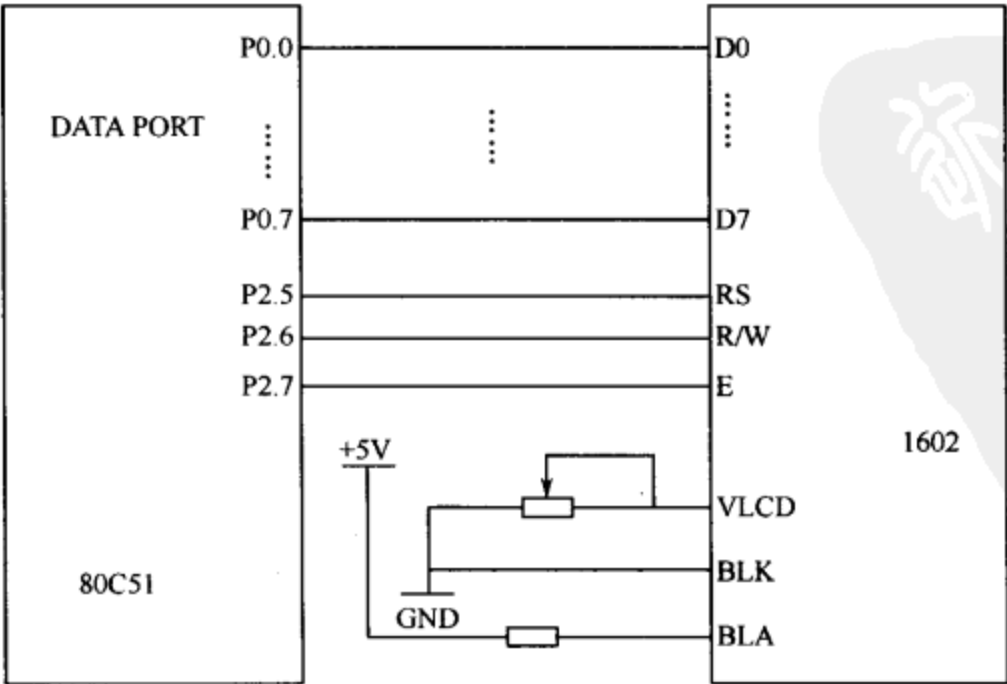 P0.0 D0
DATA PORT
P0.7 D7
P2.5 RS
P2.6 R/W
P2.7 E
+5V
1602
VLCD
80C51
BLK
GND
BLA